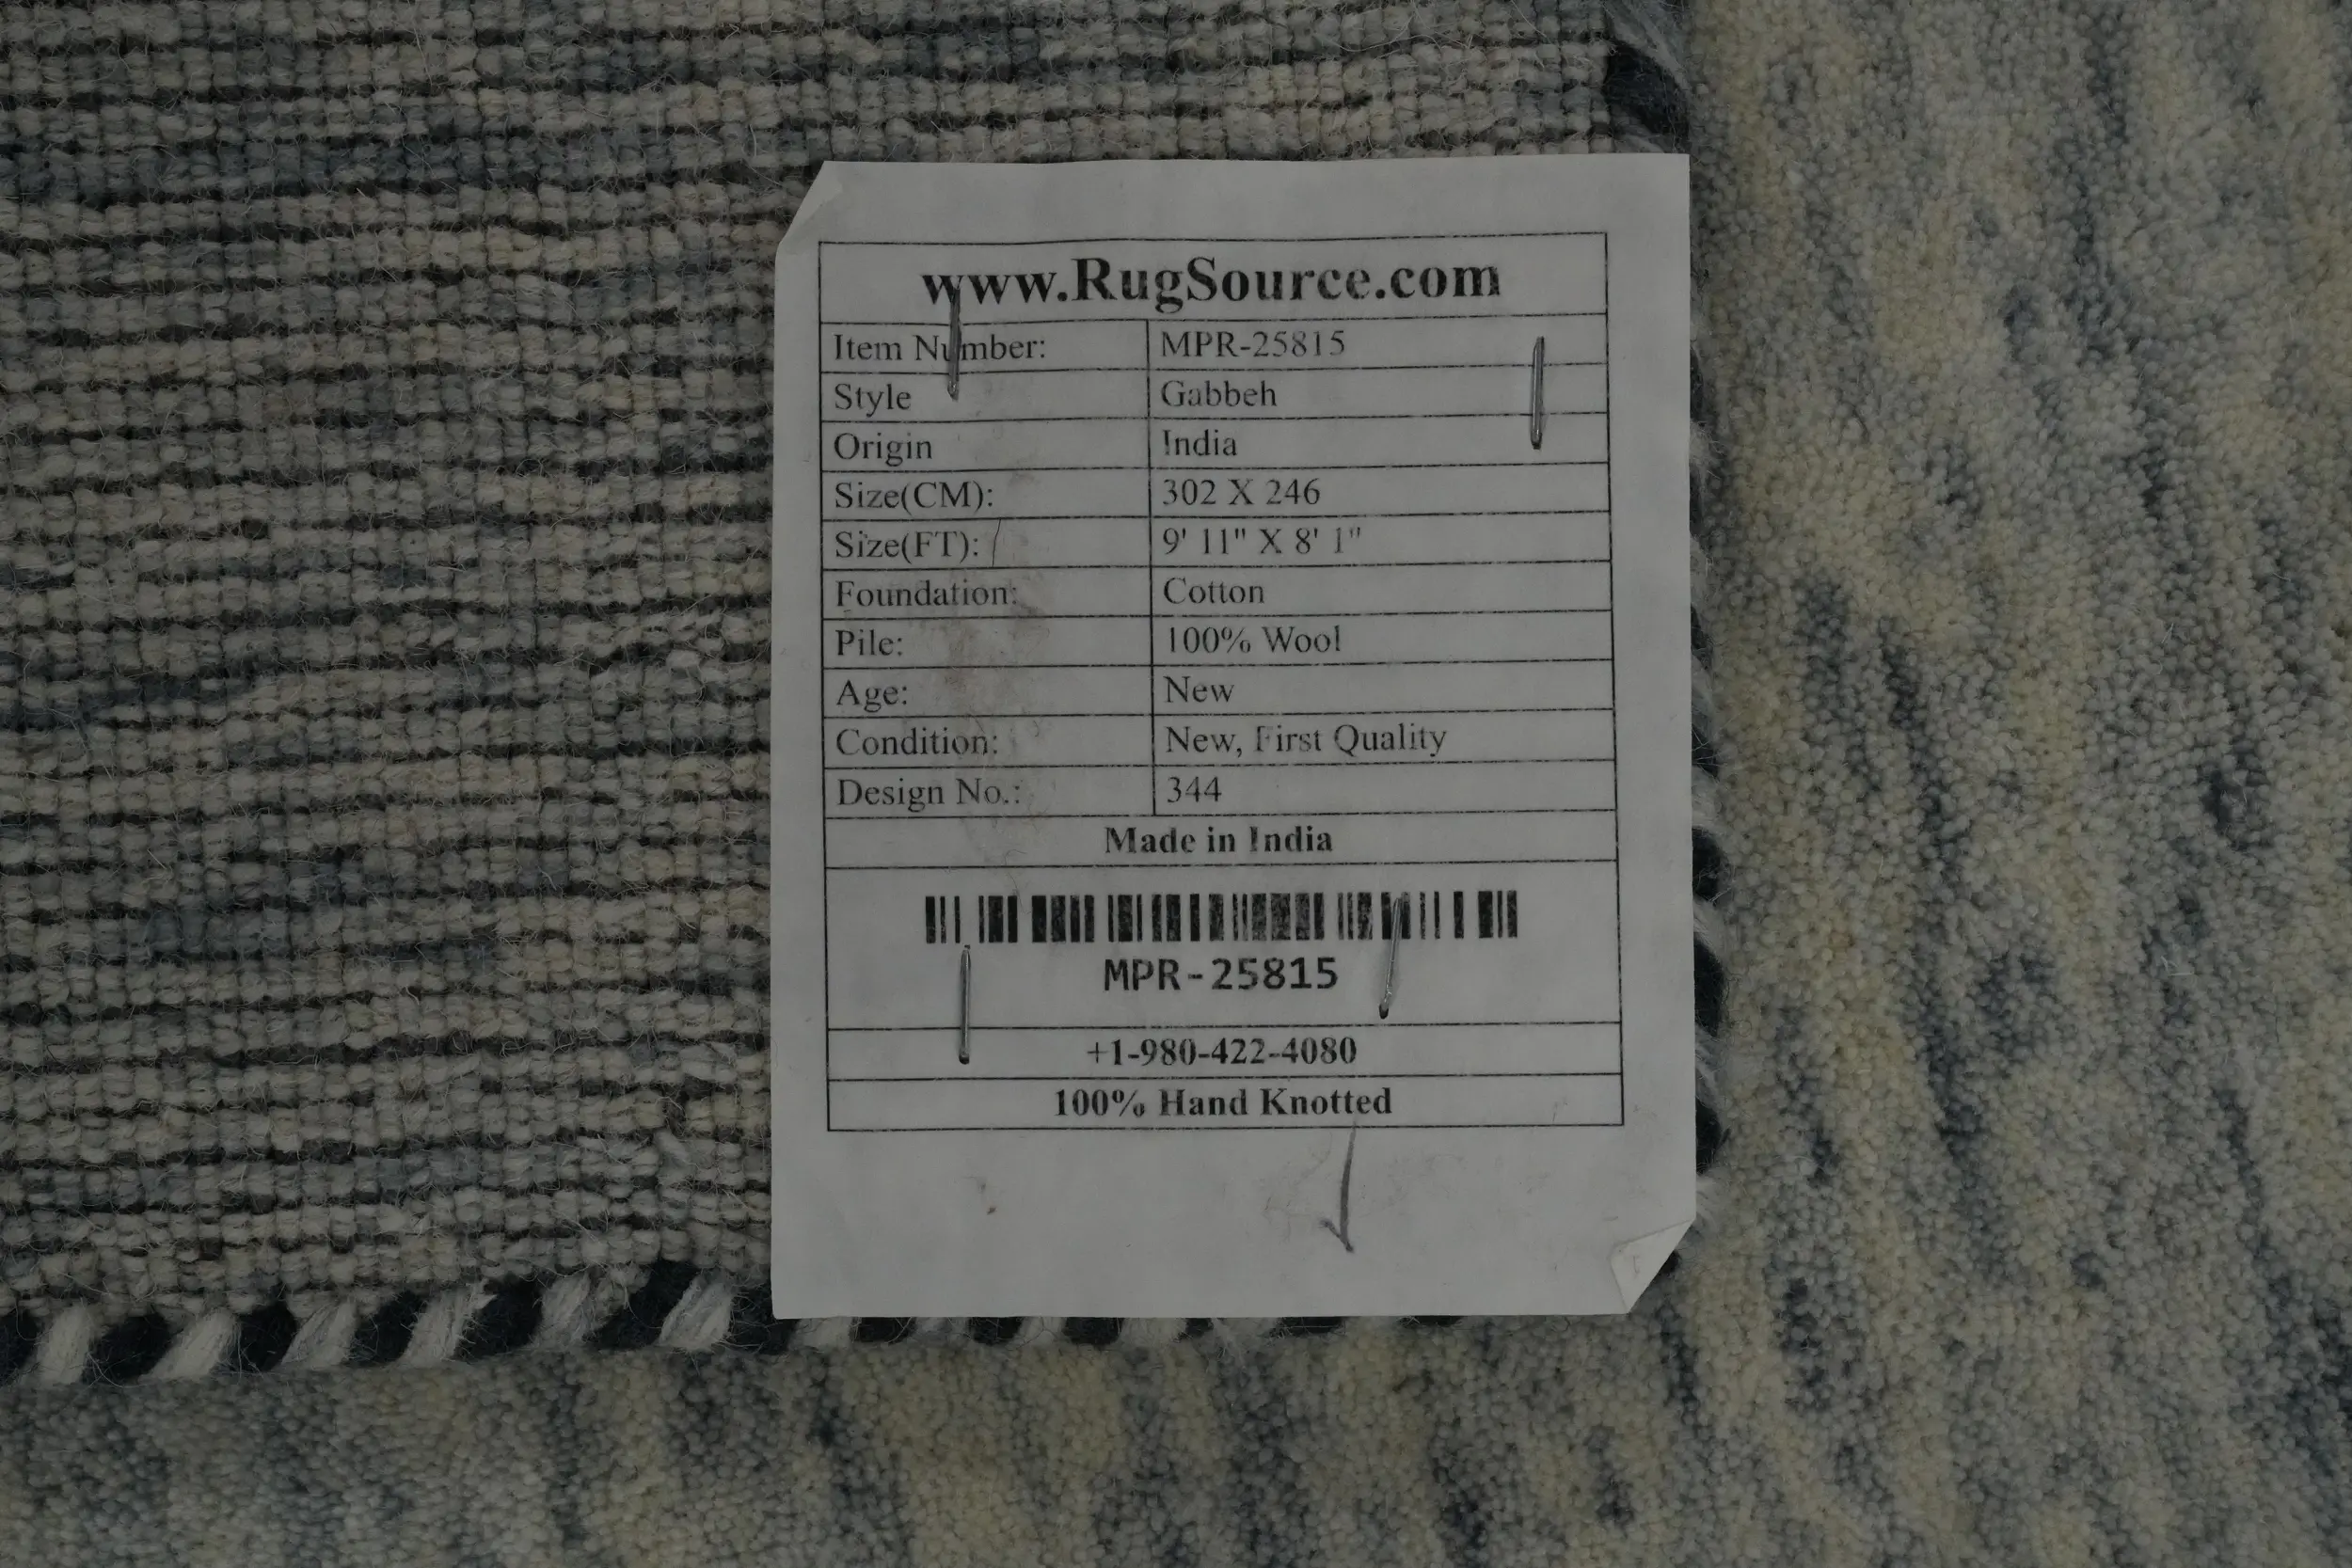 www.RugSource.com
Item Number: MPR-25815
Style Gabbeh
Origin India
Size(CM): 302 X 246
Size(FT): 9' 11" X 8' 1"
Foundation: Cotton
Pile: 100% Wool
Age: New
Condition: New, First Quality
Design No.: 344
Made in India
MPR-25815
+1-980-422-4080
100% Hand Knotted